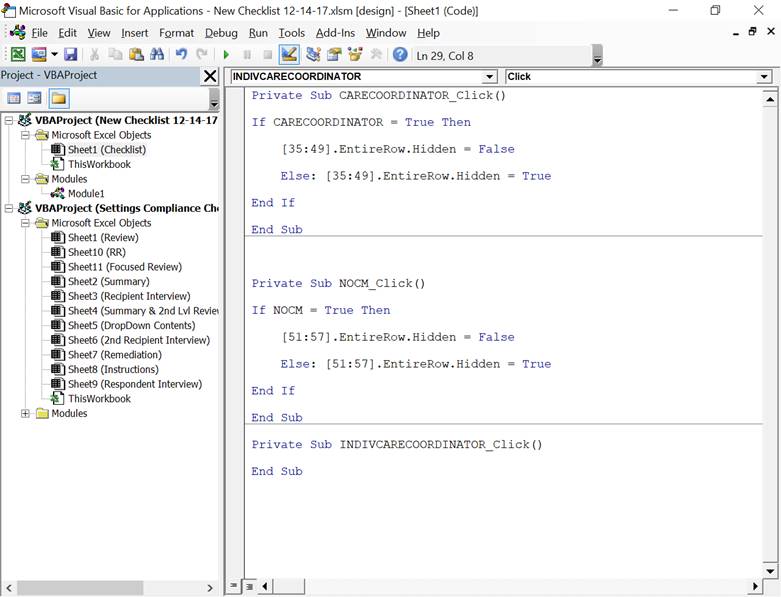 Microsoft Visual Basic for Applications - New Checklist 12-14-17.xlsm [design] - [Sheet1 (Code)]
File Edit View Insert Format Debug Run Tools Add-Ins Window Help
Ln 29, Col 8
Project - VBAProject
INDIVCARECOORDINATOR
Click
VBAProject (New Checklist 12-14-17
Microsoft Excel Objects
Sheet1 (Checklist)
ThisWorkbook
Modules
Module1
VBAProject (Settings Compliance Che
Microsoft Excel Objects
Sheet1 (Review)
Sheet10 (RR)
Sheet11 (Focused Review)
Sheet2 (Summary)
Sheet3 (Recipient Interview)
Sheet4 (Summary & 2nd Lvl Review
Sheet5 (DropDown Contents)
Sheet6 (2nd Recipient Interview)
Sheet7 (Remediation)
Sheet8 (Instructions)
Sheet9 (Respondent Interview)
ThisWorkbook
Modules
Private Sub CARECOORDINATOR_Click()
If CARECOORDINATOR = True Then
[35:49].EntireRow.Hidden = False
Else: [35:49].EntireRow.Hidden = True
End If
End Sub
Private Sub NOCM_Click()
If NOCM = True Then
[51:57].EntireRow.Hidden = False
Else: [51:57].EntireRow.Hidden = True
End If
End Sub
Private Sub INDIVCARECOORDINATOR_Click()
End Sub